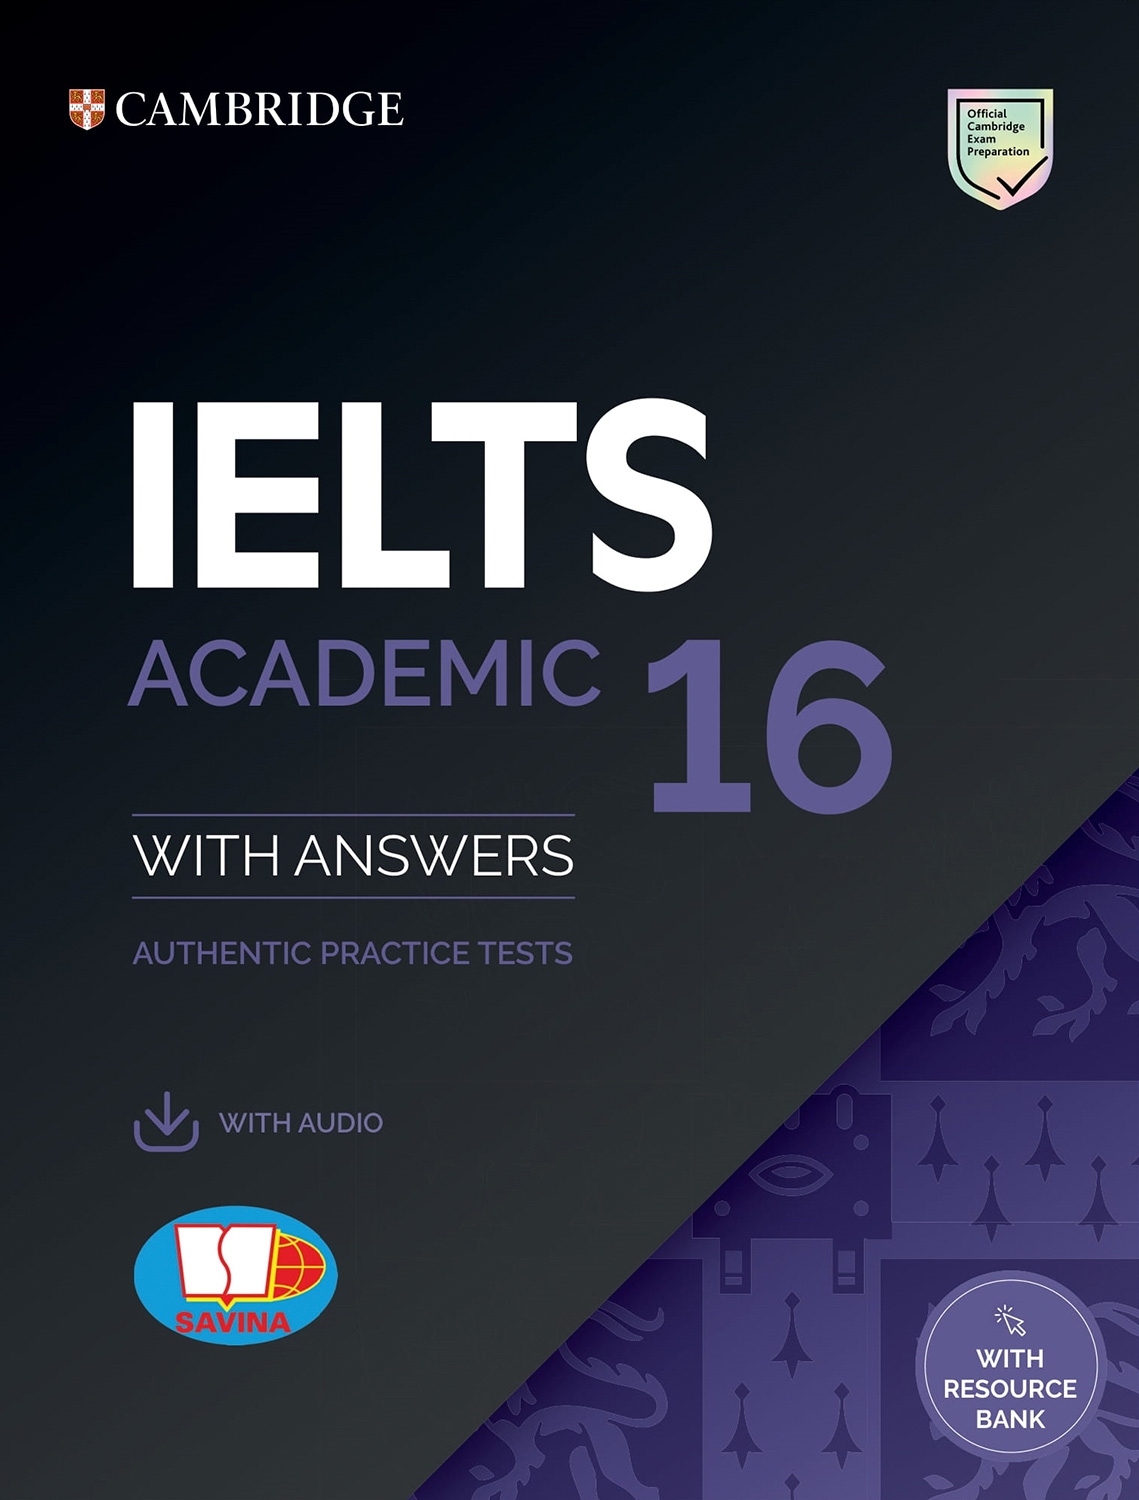 CAMBRIDGE
Official
Cambridge
Exam
Preparation
IELTS
ACADEMIC 16
WITH ANSWERS
AUTHENTIC PRACTICE TESTS
WITH AUDIO
SAVINA
WITH
RESOURCE
BANK